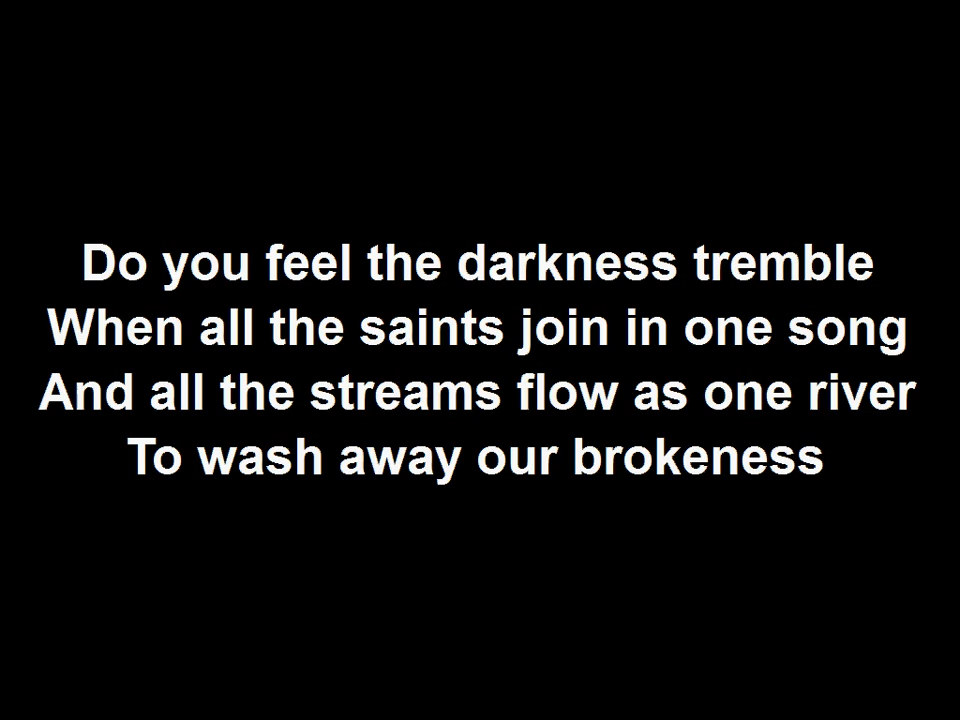 Do you feel the darkness tremble
When all the saints join in one song
And all the streams flow as one river
To wash away our brokeness